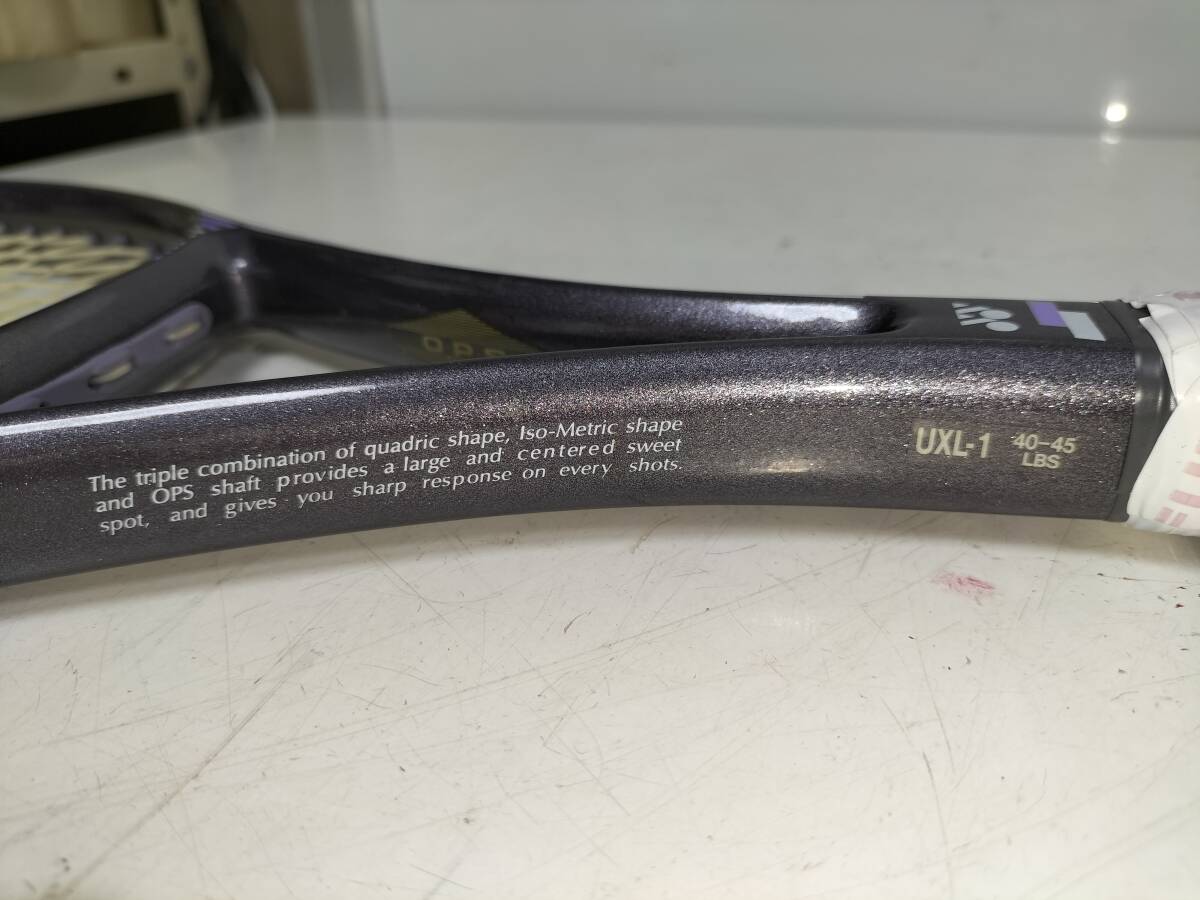 O.P.S
The triple combination of quadric shape, Iso-Metric shape
and OPS shaft provides a large and centered sweet
spot, and gives you sharp response on every shots.
UXL-1
40-45
LBS